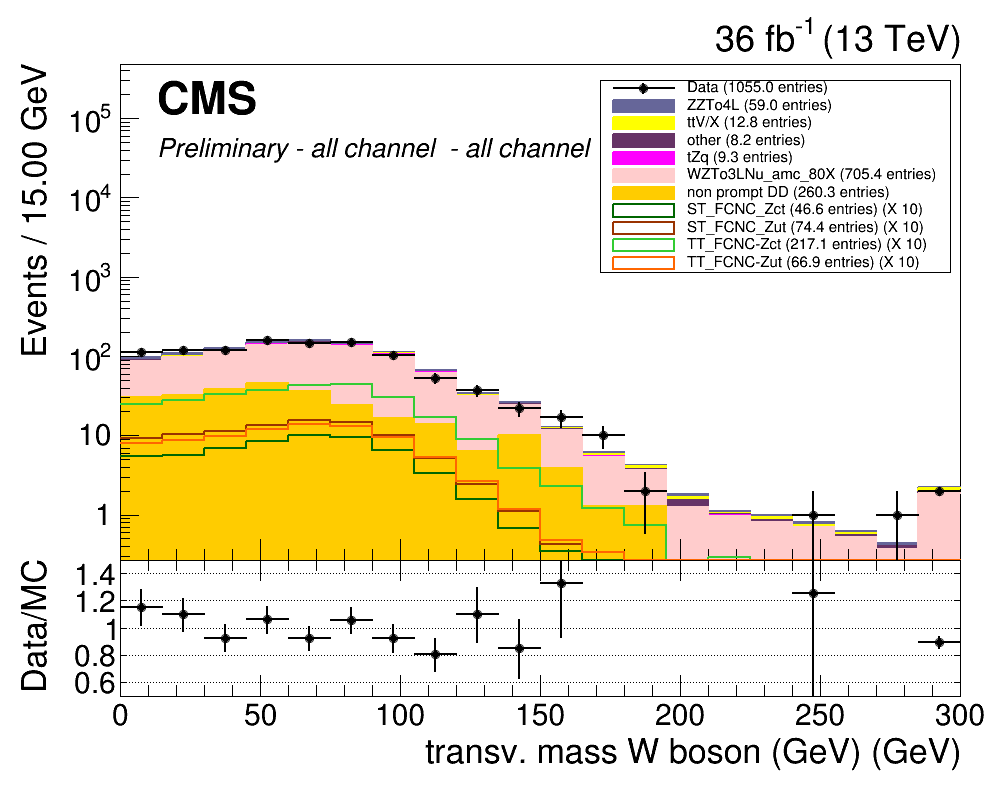 36 fb-1 (13 TeV)
CMS
Preliminary - all channel - all channel
Data (1055.0 entries)
ZZTo4L (59.0 entries)
ttV/X (12.8 entries)
other (8.2 entries)
tZq (9.3 entries)
WZTo3LNu_amc_80X (705.4 entries)
non prompt DD (260.3 entries)
ST_FCNC_Zct (46.6 entries) (X 10)
ST_FCNC_Zut (74.4 entries) (X 10)
TT_FCNC-Zct (217.1 entries) (X 10)
TT_FCNC-Zut (66.9 entries) (X 10)
Events / 15.00 GeV
10^5
10^4
10^3
10^2
10
1
Data/MC
1.4
1.2
1
0.8
0.6
0 50 100 150 200 250 300
transv. mass W boson (GeV) (GeV)